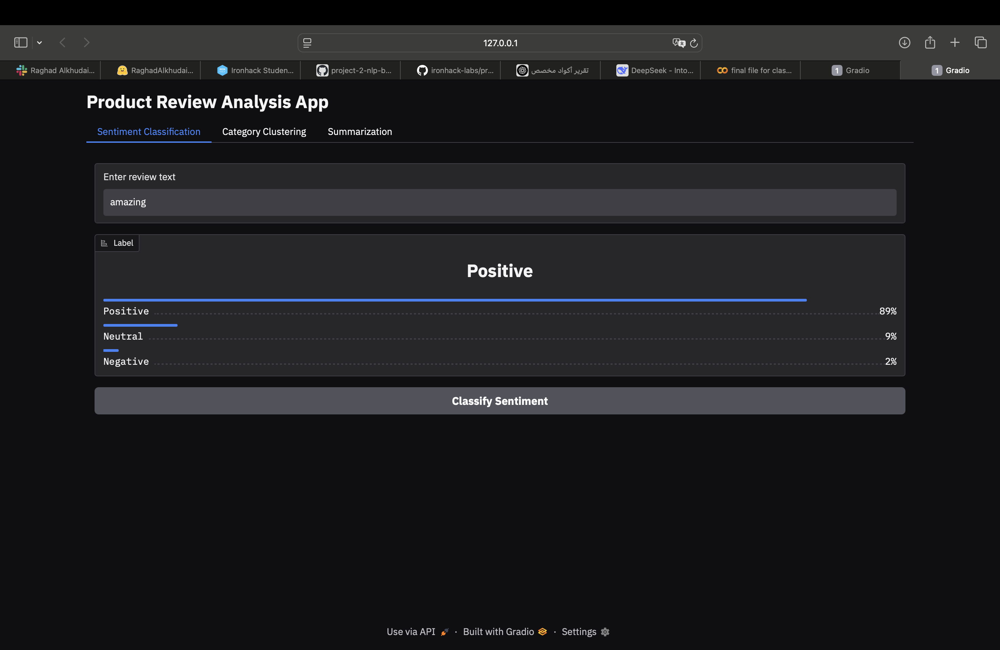 127.0.0.1
Raghad Alkhudai... RaghadAlkhudai... Ironhack Studen... project-2-nlp-b... ironhack-labs/pr... تقرير أكواد مخصص DeepSeek - Into... final file for clas... 1 Gradio 1 Gradio
Product Review Analysis App
Sentiment Classification Category Clustering Summarization
Enter review text
amazing
Label
Positive
Positive 89%
Neutral 9%
Negative 2%
Classify Sentiment
Use via API · Built with Gradio · Settings